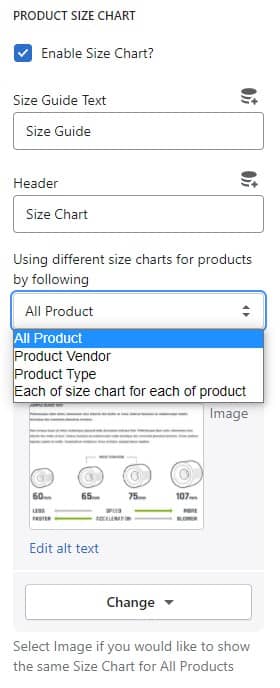 PRODUCT SIZE CHART
Enable Size Chart?
Size Guide Text
Size Guide
Header
Size Chart
Using different size charts for products
by following
All Product
All Product
Product Vendor
Product Type
Each of size chart for each of product
Image
60mm 65mm 75mm 107mm
LESS SPEED MORE
FASTER ACCELERATION SLOWER
Edit alt text
Change
Select Image if you would like to show
the same Size Chart for All Products